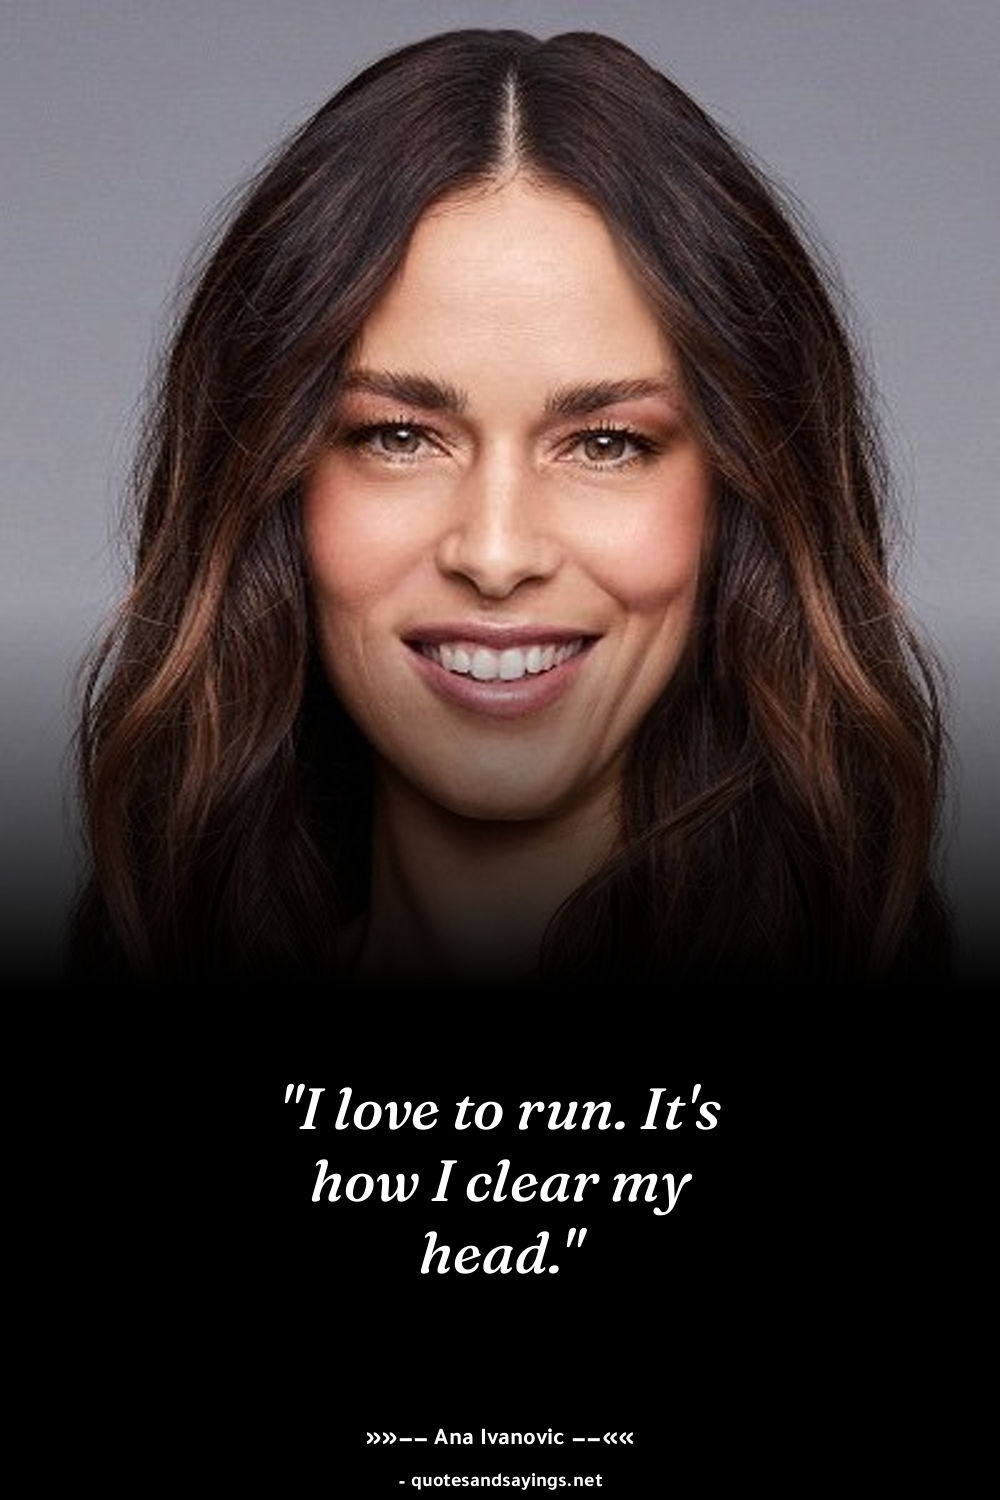 "I love to run. It's
how I clear my
head."
»»–– Ana Ivanovic ––««
- quotesandsayings.net